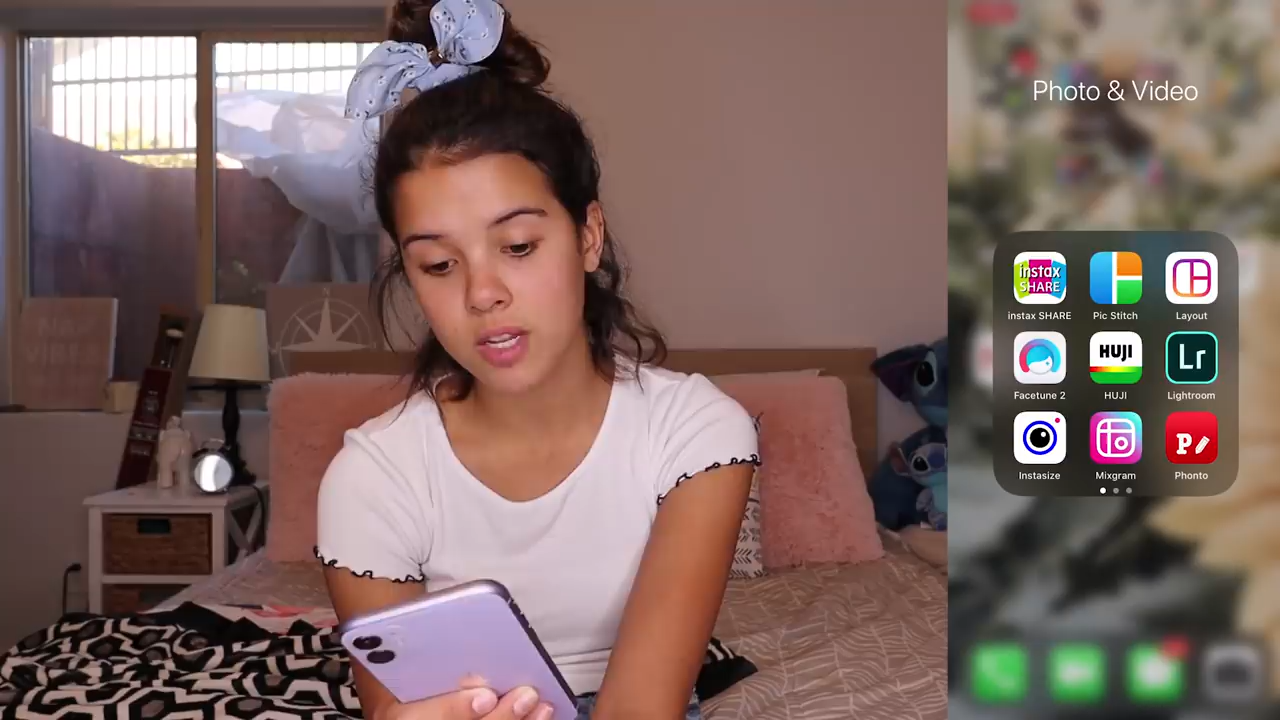 Photo & Video
instax
SHARE
instax SHARE
Pic Stitch
Layout
Facetune 2
HUJI
HUJI
Lr
Lightroom
Instasize
Mixgram
P
Phonto